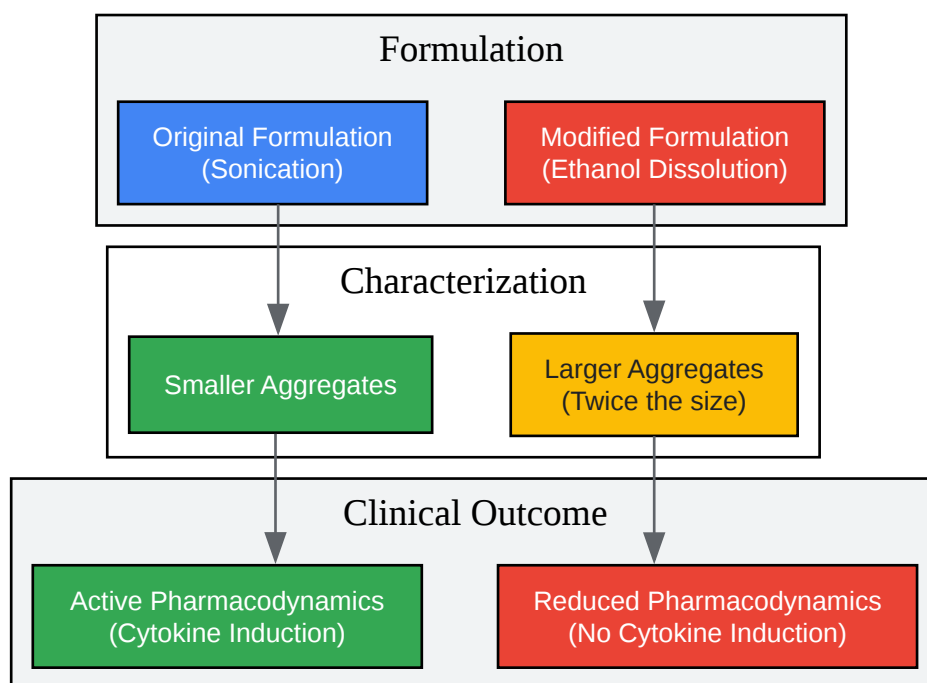 Formulation
Original Formulation
(Sonication)
Modified Formulation
(Ethanol Dissolution)
Characterization
Smaller Aggregates
Larger Aggregates
(Twice the size)
Clinical Outcome
Active Pharmacodynamics
(Cytokine Induction)
Reduced Pharmacodynamics
(No Cytokine Induction)